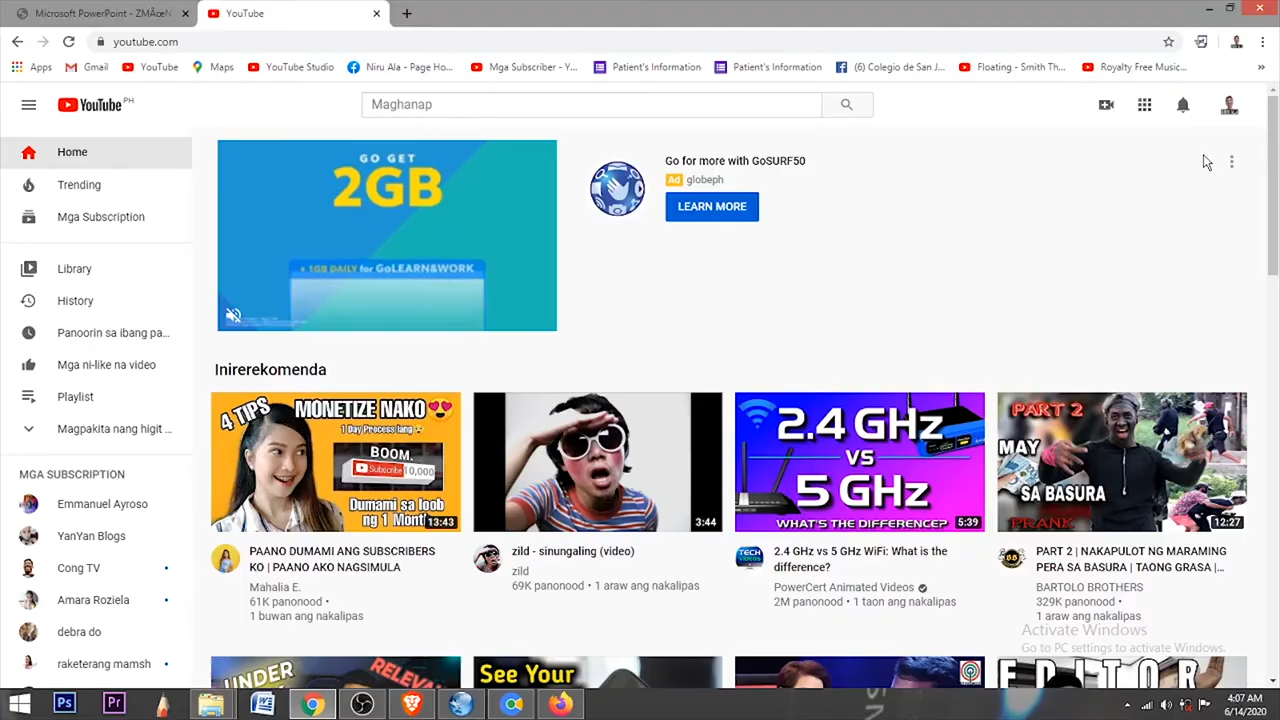 Microsoft PowerPoint - ZMÂœN
YouTube
youtube.com
Apps
Gmail
YouTube
Maps
YouTube Studio
Niru Ala - Page Ho...
Mga Subscriber - Y...
Patient's Information
Patient's Information
(6) Colegio de San J...
Floating - Smith Th...
Royalty Free Music...
YouTube PH
Maghanap
Home
Trending
Mga Subscription
Library
History
Panoorin sa ibang pa...
Mga ni-like na video
Playlist
Magpakita nang higit ...
MGA SUBSCRIPTION
Emmanuel Ayroso
YanYan Blogs
Cong TV
Amara Roziela
debra do
raketerang mamsh
GO GET
2GB
+ 1GB DAILY for GoLEARN&WORK
Go for more with GoSURF50
Ad globeph
LEARN MORE
Inirerekomenda
4 TIPS
MONETIZE NAKO
1 Day Process lang
BOOM.
Subscribe 10,000
Dumami sa loob
ng 1 Month
13:43
PAANO DUMAMI ANG SUBSCRIBERS
KO | PAANO AKO NAGSIMULA
Mahalia E.
61K panonood •
1 buwan ang nakalipas
3:44
zild - sinungaling (video)
zild
69K panonood • 1 araw ang nakalipas
2.4 GHz
VS
5 GHz
WHAT'S THE DIFFERENCE?
5:39
TECH
VIDEOS
2.4 GHz vs 5 GHz WiFi: What is the
difference?
PowerCert Animated Videos
2M panonood • 1 taon ang nakalipas
PART 2
MAY
SA BASURA
PRANK
12:27
PART 2 | NAKAPULOT NG MARAMING
PERA SA BASURA | TAONG GRASA |...
BARTOLO BROTHERS
329K panonood •
1 araw ang nakalipas
UNDER
RELEVA
See Your
EDITOR
Activate Windows
Go to PC settings to activate Windows.
Ps
Pr
4:07 AM
6/14/2020